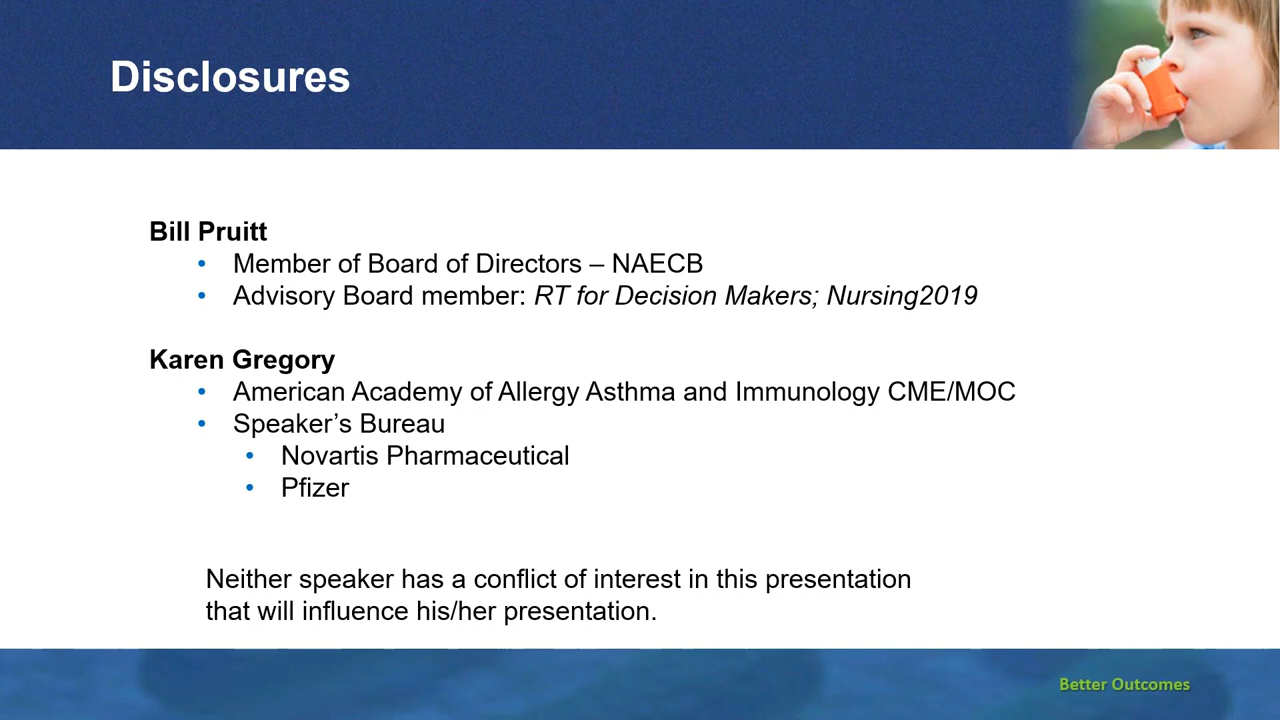 Disclosures
Bill Pruitt
• Member of Board of Directors – NAECB
• Advisory Board member: RT for Decision Makers; Nursing2019
Karen Gregory
• American Academy of Allergy Asthma and Immunology CME/MOC
• Speaker’s Bureau
• Novartis Pharmaceutical
• Pfizer
Neither speaker has a conflict of interest in this presentation
that will influence his/her presentation.
Better Outcomes